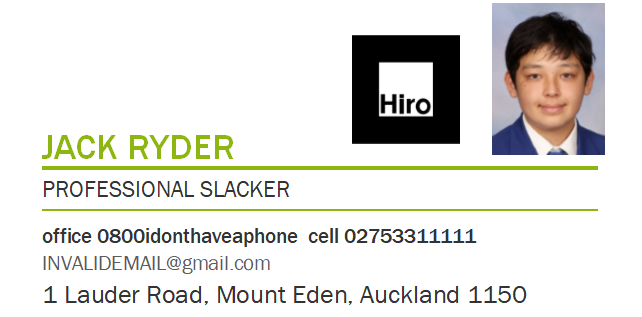 Hiro
JACK RYDER
PROFESSIONAL SLACKER
office 0800idonthaveaphone  cell 02753311111
INVALIDEMAIL@gmail.com
1 Lauder Road, Mount Eden, Auckland 1150